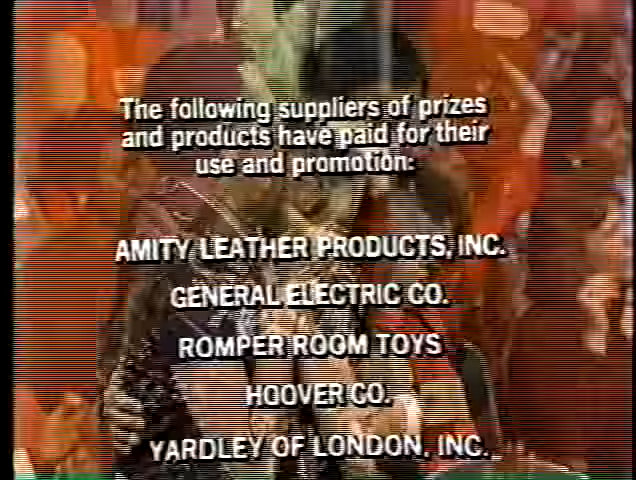 The following suppliers of prizes
and products have paid for their
use and promotion:
AMITY LEATHER PRODUCTS, INC.
GENERAL ELECTRIC CO.
ROMPER ROOM TOYS
HOOVER CO.
YARDLEY OF LONDON, INC.